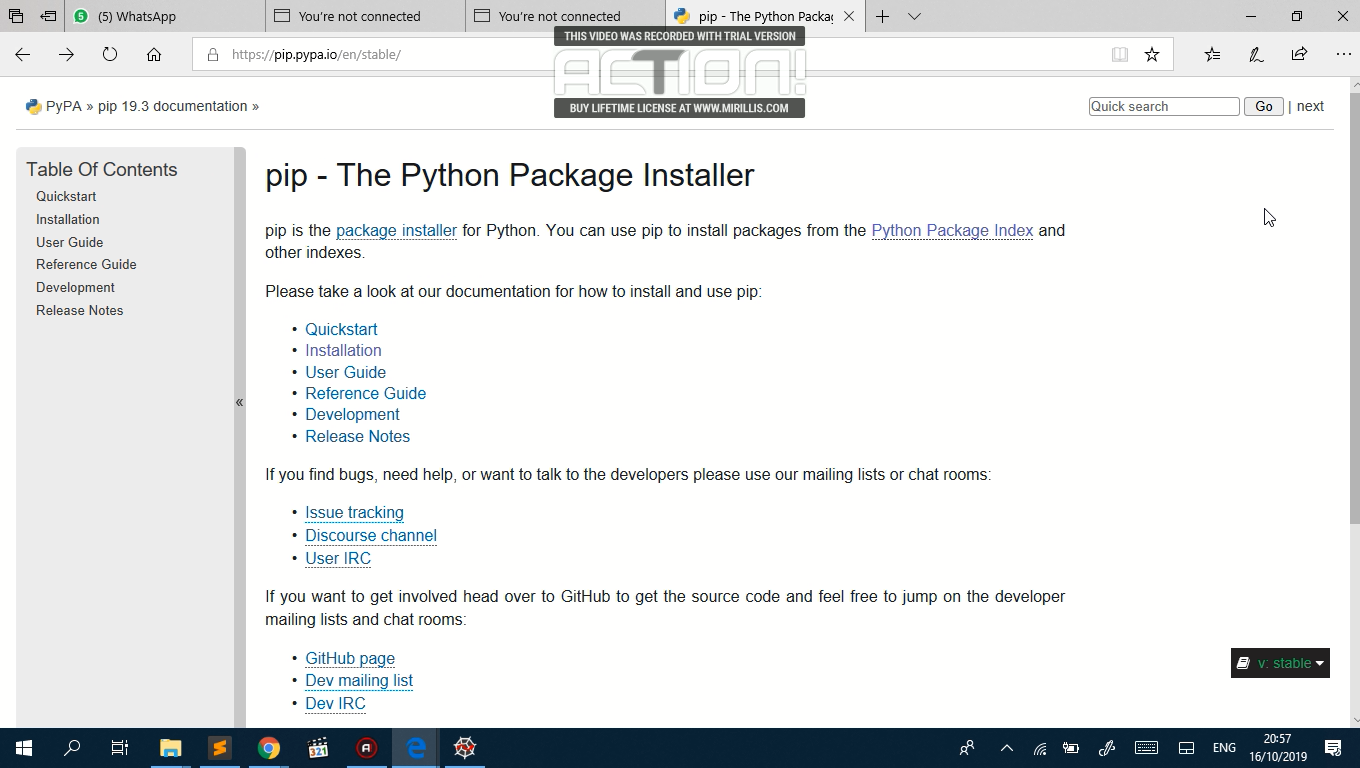 (5) WhatsApp
You're not connected
You're not connected
pip - The Python Packa
THIS VIDEO WAS RECORDED WITH TRIAL VERSION
ACTION!
BUY LIFETIME LICENSE AT WWW.MIRILLIS.COM
https://pip.pypa.io/en/stable/
PyPA » pip 19.3 documentation »
Quick search Go | next
Table Of Contents
Quickstart
Installation
User Guide
Reference Guide
Development
Release Notes
«
pip - The Python Package Installer
pip is the package installer for Python. You can use pip to install packages from the Python Package Index and
other indexes.
Please take a look at our documentation for how to install and use pip:
• Quickstart
• Installation
• User Guide
• Reference Guide
• Development
• Release Notes
If you find bugs, need help, or want to talk to the developers please use our mailing lists or chat rooms:
• Issue tracking
• Discourse channel
• User IRC
If you want to get involved head over to GitHub to get the source code and feel free to jump on the developer
mailing lists and chat rooms:
• GitHub page
• Dev mailing list
• Dev IRC
v: stable
321
ENG
20:57
16/10/2019